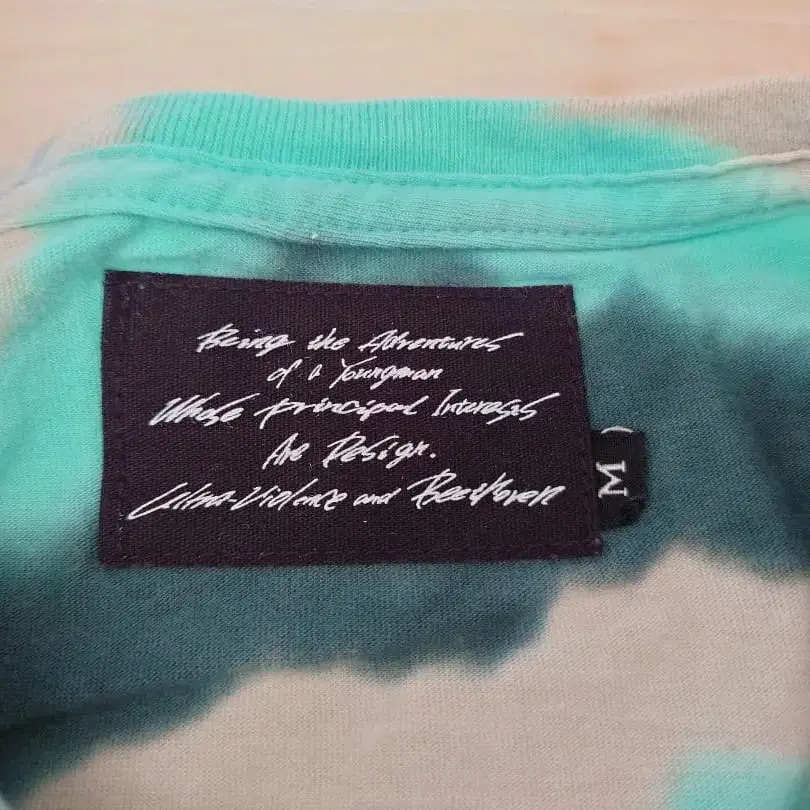 Being the Adventures
of a Youngman
Whose principal Interests
Are Design.
Ultra-Violence and Beethoven
M